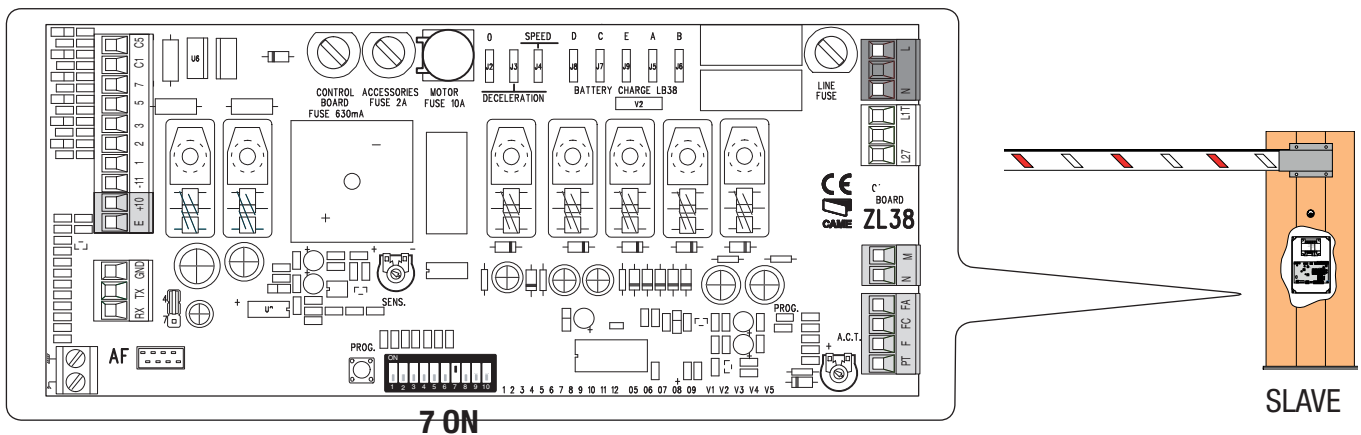 C5
C1
7
5
3
2
1
-11
+10
E
U6
CONTROL
BOARD
FUSE 630mA
ACCESSORIES
FUSE 2A
MOTOR
FUSE 10A
0 SPEED D C E A B
J2 J3 J4 J8 J7 J9 J5 J6
DECELERATION
BATTERY CHARGE LB38
V2
LINE
FUSE
L
N
L1T
L2T
CE
BOARD
ZL38
CAME
- +
GND
TX
RX
4
7
SENS.
AF
PROG.
ON
1 2 3 4 5 6 7 8 9 10
7 ON
1 2 3 4 5 6 7 8 9 10 11 12 05 06 07 08 09 V1 V2 V3 V4 V5
PROG.
A.C.T.
M
N
FA
FC
F
PT
SLAVE